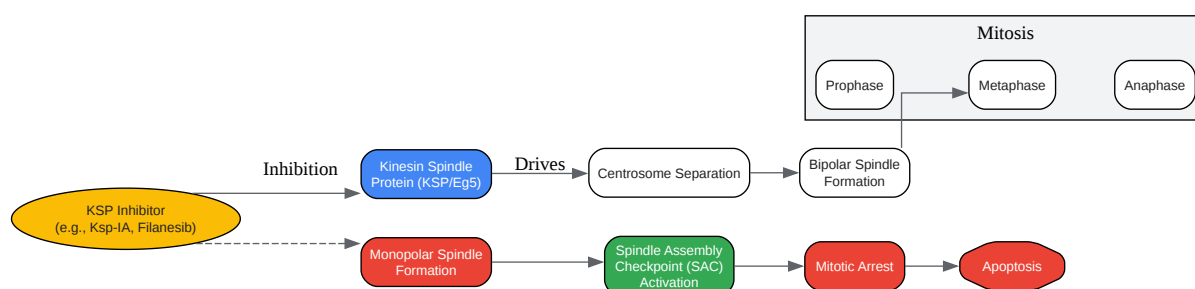 Mitosis
Prophase
Metaphase
Anaphase
Inhibition
Kinesin Spindle
Protein (KSP/Eg5)
Drives
Centrosome Separation
Bipolar Spindle
Formation
KSP Inhibitor
(e.g., Ksp-IA, Filanesib)
Monopolar Spindle
Formation
Spindle Assembly
Checkpoint (SAC)
Activation
Mitotic Arrest
Apoptosis